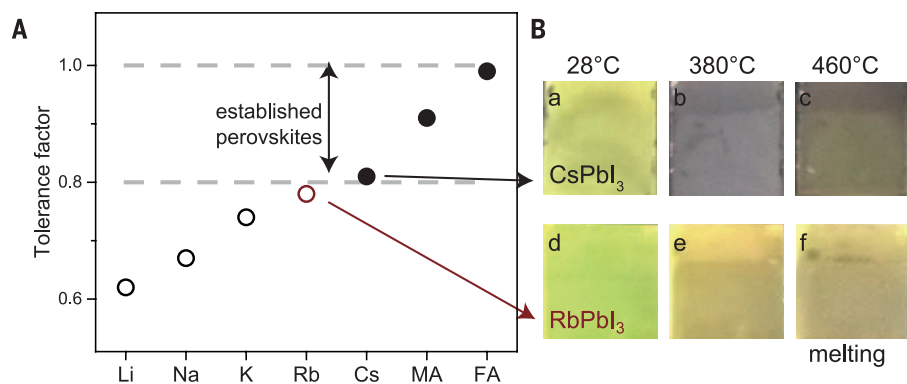 A
Tolerance factor
1.0
0.8
0.6
established
perovskites
Li Na K Rb Cs MA FA
B
28°C 380°C 460°C
a b c
CsPbI₃
d e f
RbPbI₃
melting